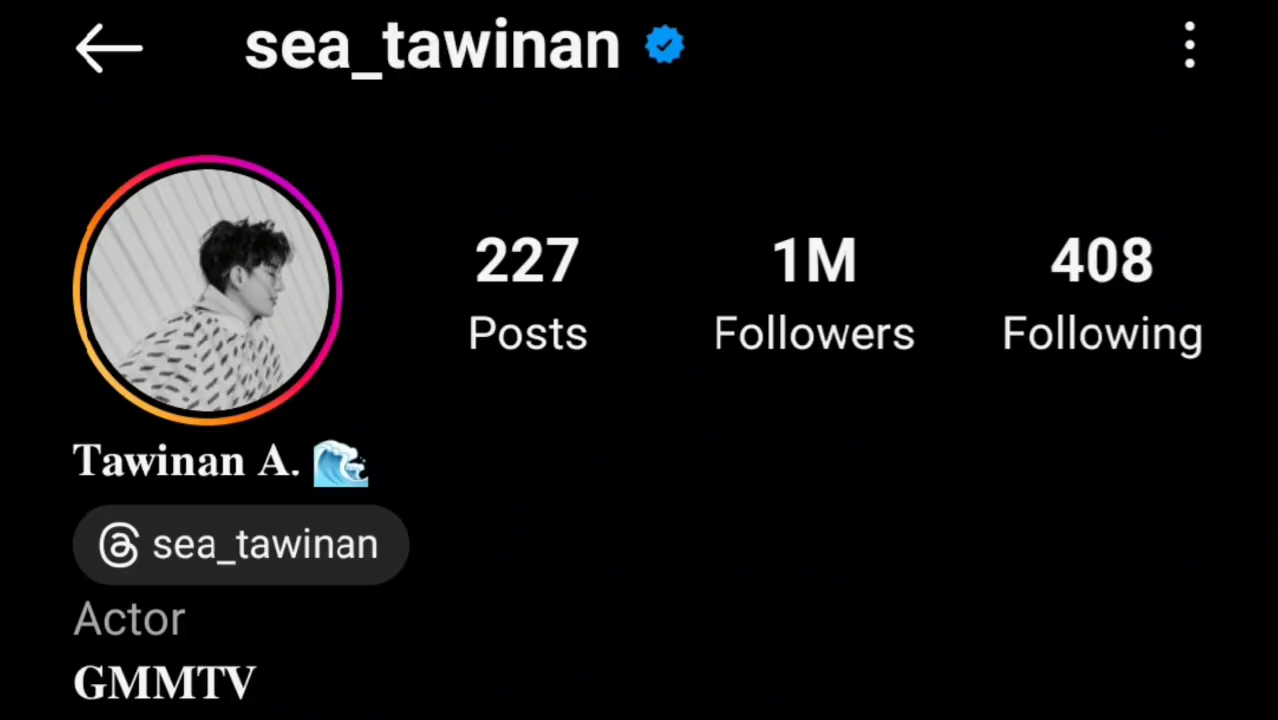 sea_tawinan
227 1M 408
Posts Followers Following
Tawinan A. 🌊
sea_tawinan
Actor
GMMTV